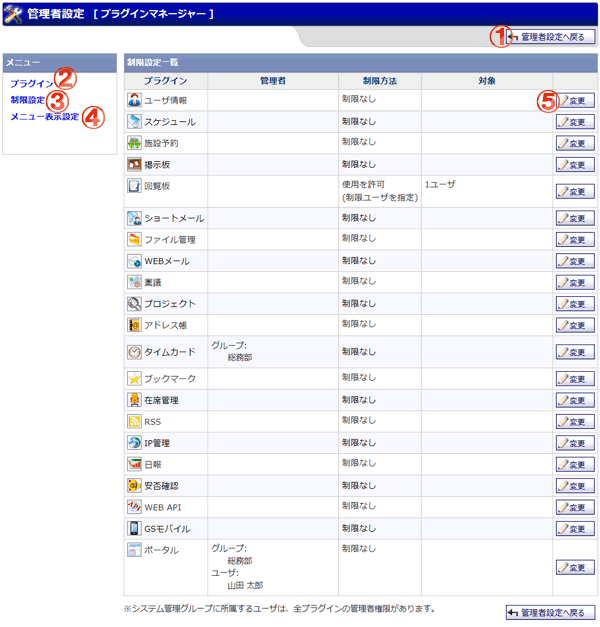 管理者設定 [ プラグインマネージャー ]
① 管理者設定へ戻る
メニュー
プラグイン ②
制限設定 ③
メニュー表示設定 ④
制限設定一覧
プラグイン 管理者 制限方法 対象
ユーザ情報 制限なし ⑤ 変更
スケジュール 制限なし 変更
施設予約 制限なし 変更
掲示板 制限なし 変更
回覧板 使用を許可 1ユーザ 変更
(制限ユーザを指定)
ショートメール 制限なし 変更
ファイル管理 制限なし 変更
WEBメール 制限なし 変更
稟議 制限なし 変更
プロジェクト 制限なし 変更
アドレス帳 制限なし 変更
タイムカード グループ: 制限なし 変更
総務部
ブックマーク 制限なし 変更
在席管理 制限なし 変更
RSS 制限なし 変更
IP管理 制限なし 変更
日報 制限なし 変更
安否確認 制限なし 変更
WEB API 制限なし 変更
GSモバイル 制限なし 変更
ポータル グループ: 制限なし 変更
総務部
ユーザ:
山田 太郎
※システム管理グループに所属するユーザは、全プラグインの管理者権限があります。
管理者設定へ戻る